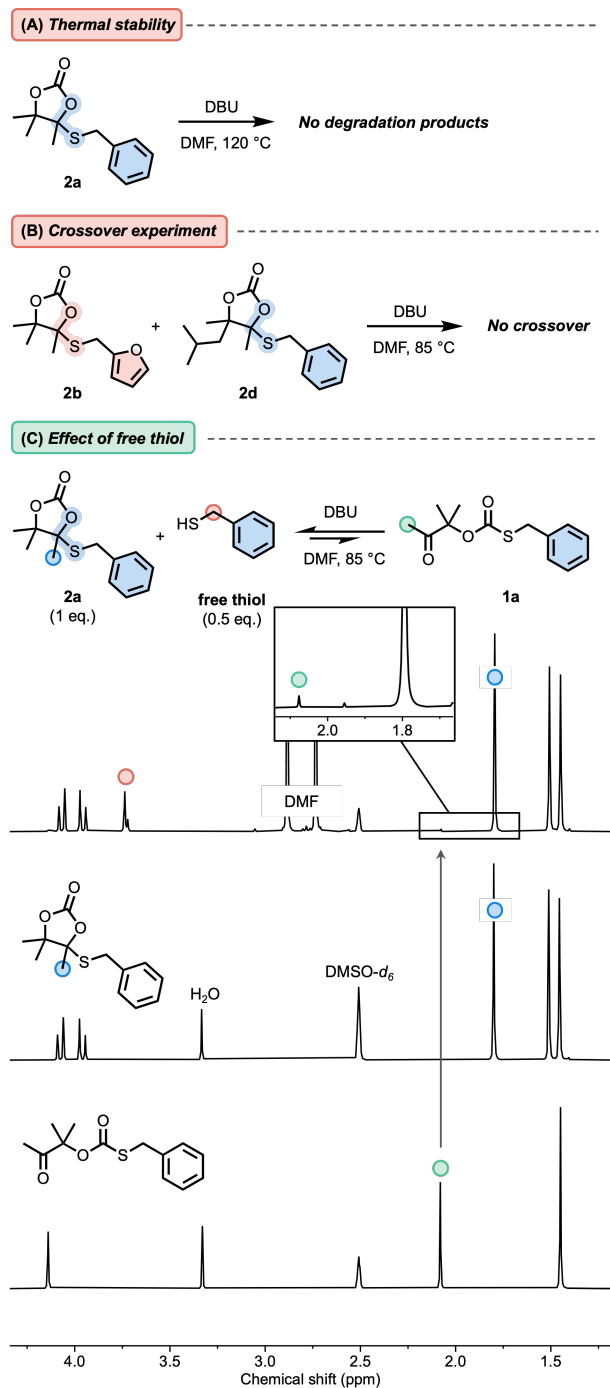 (A) Thermal stability
O
O
O
S
2a
DBU
DMF, 120 °C
No degradation products
(B) Crossover experiment
O
O
O
S
O
2b
+
O
O
O
S
2d
DBU
DMF, 85 °C
No crossover
(C) Effect of free thiol
O
O
O
S
2a
(1 eq.)
+
HS
free thiol
(0.5 eq.)
DBU
DMF, 85 °C
O
O
O
S
1a
2.0
1.8
DMF
O
O
O
S
H2O
DMSO-d6
O
O
O
S
4.0
3.5
3.0
2.5
2.0
1.5
Chemical shift (ppm)